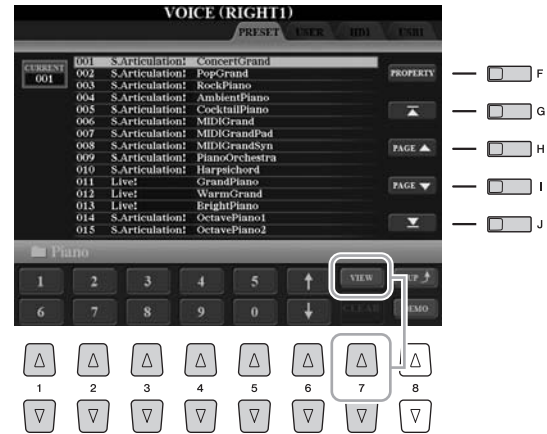 VOICE (RIGHT1)
PRESET USER HD1 USB1
CURRENT
001
001 S.Articulation! ConcertGrand
002 S.Articulation! PopGrand
003 S.Articulation! RockPiano
004 S.Articulation! AmbientPiano
005 S.Articulation! CocktailPiano
006 S.Articulation! MIDIGrand
007 S.Articulation! MIDIGrandPad
008 S.Articulation! MIDIGrandSyn
009 S.Articulation! PianoOrchestra
010 S.Articulation! Harpsichord
011 Live! GrandPiano
012 Live! WarmGrand
013 Live! BrightPiano
014 S.Articulation! OctavePiano1
015 S.Articulation! OctavePiano2
PROPERTY F
G
PAGE H
PAGE I
J
Piano
1 2 3 4 5 VIEW UP
6 7 8 9 0 CLEAR DEMO
1 2 3 4 5 6 7 8